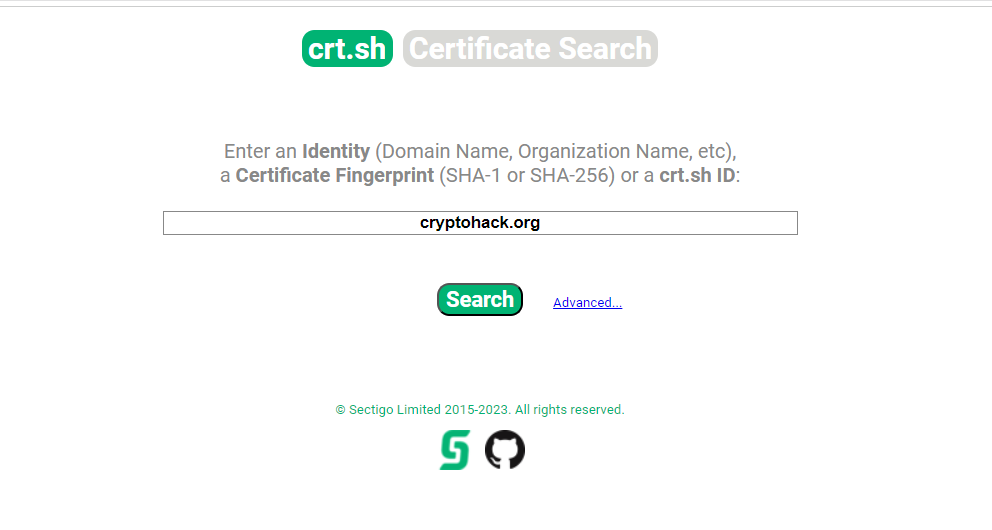 crt.sh Certificate Search
Enter an Identity (Domain Name, Organization Name, etc),
a Certificate Fingerprint (SHA-1 or SHA-256) or a crt.sh ID:
cryptohack.org
Search Advanced...
© Sectigo Limited 2015-2023. All rights reserved.